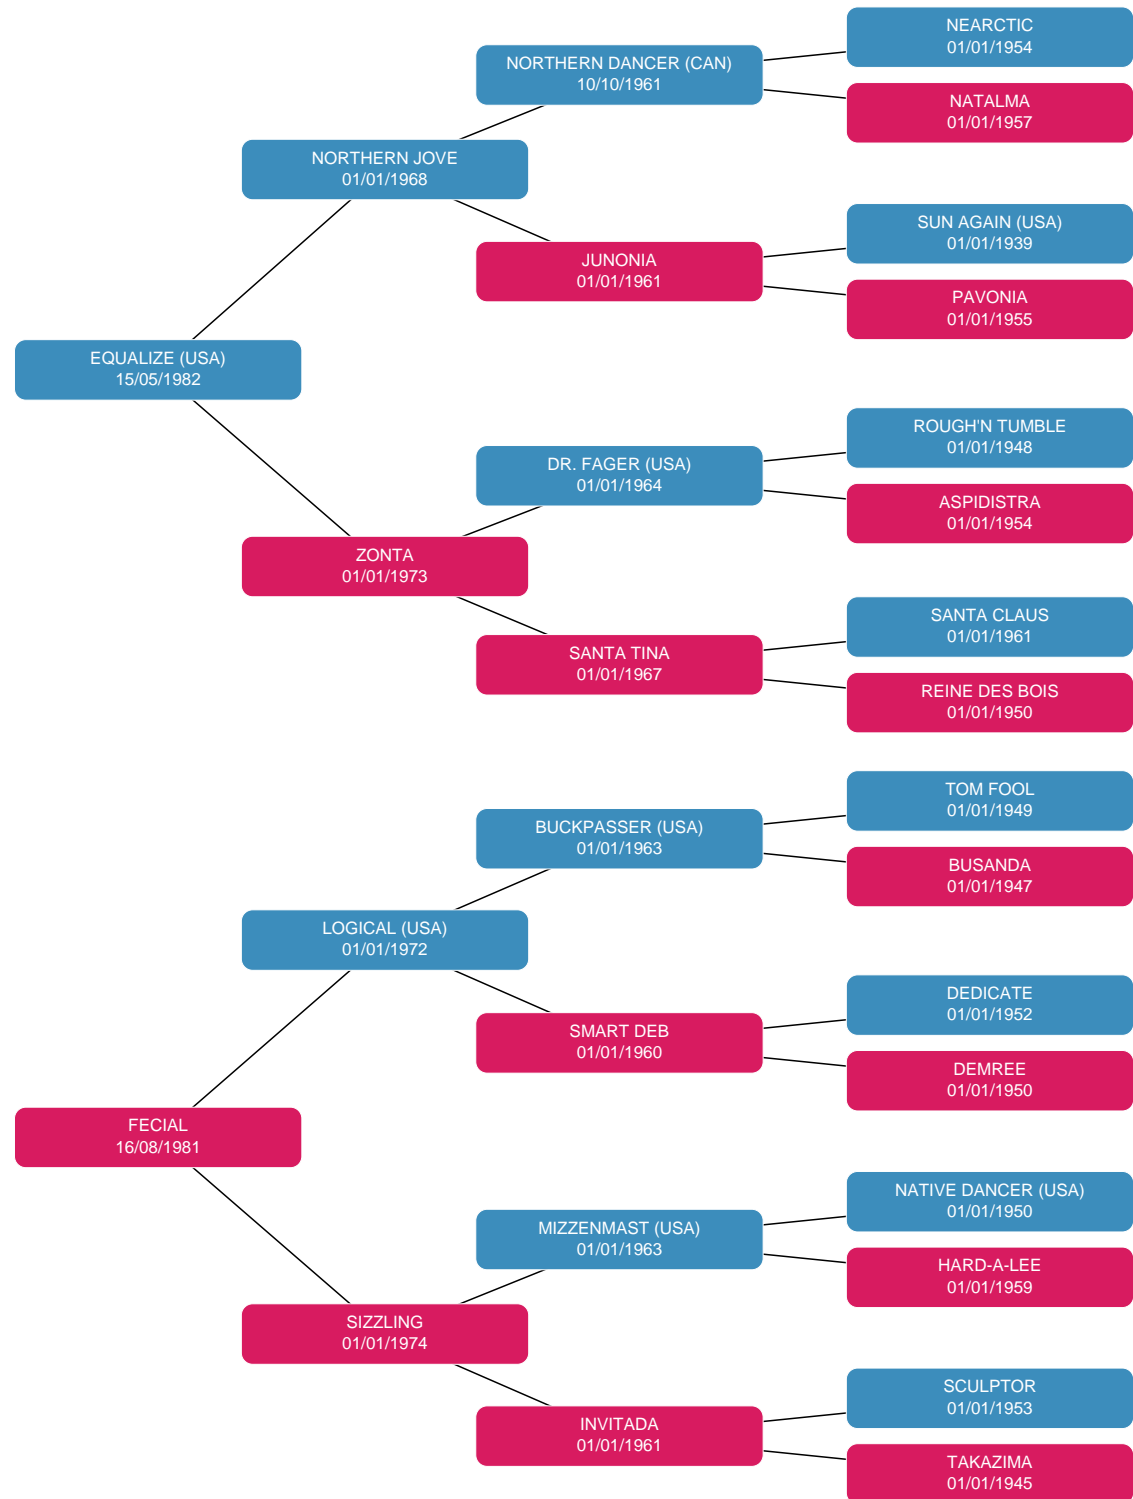 NEARCTIC
01/01/1954
NORTHERN DANCER (CAN)
10/10/1961
NATALMA
01/01/1957
NORTHERN JOVE
01/01/1968
SUN AGAIN (USA)
01/01/1939
JUNONIA
01/01/1961
PAVONIA
01/01/1955
EQUALIZE (USA)
15/05/1982
ROUGH'N TUMBLE
01/01/1948
DR. FAGER (USA)
01/01/1964
ASPIDISTRA
01/01/1954
ZONTA
01/01/1973
SANTA CLAUS
01/01/1961
SANTA TINA
01/01/1967
REINE DES BOIS
01/01/1950
TOM FOOL
01/01/1949
BUCKPASSER (USA)
01/01/1963
BUSANDA
01/01/1947
LOGICAL (USA)
01/01/1972
DEDICATE
01/01/1952
SMART DEB
01/01/1960
DEMREE
01/01/1950
FECIAL
16/08/1981
NATIVE DANCER (USA)
01/01/1950
MIZZENMAST (USA)
01/01/1963
HARD-A-LEE
01/01/1959
SIZZLING
01/01/1974
SCULPTOR
01/01/1953
INVITADA
01/01/1961
TAKAZIMA
01/01/1945